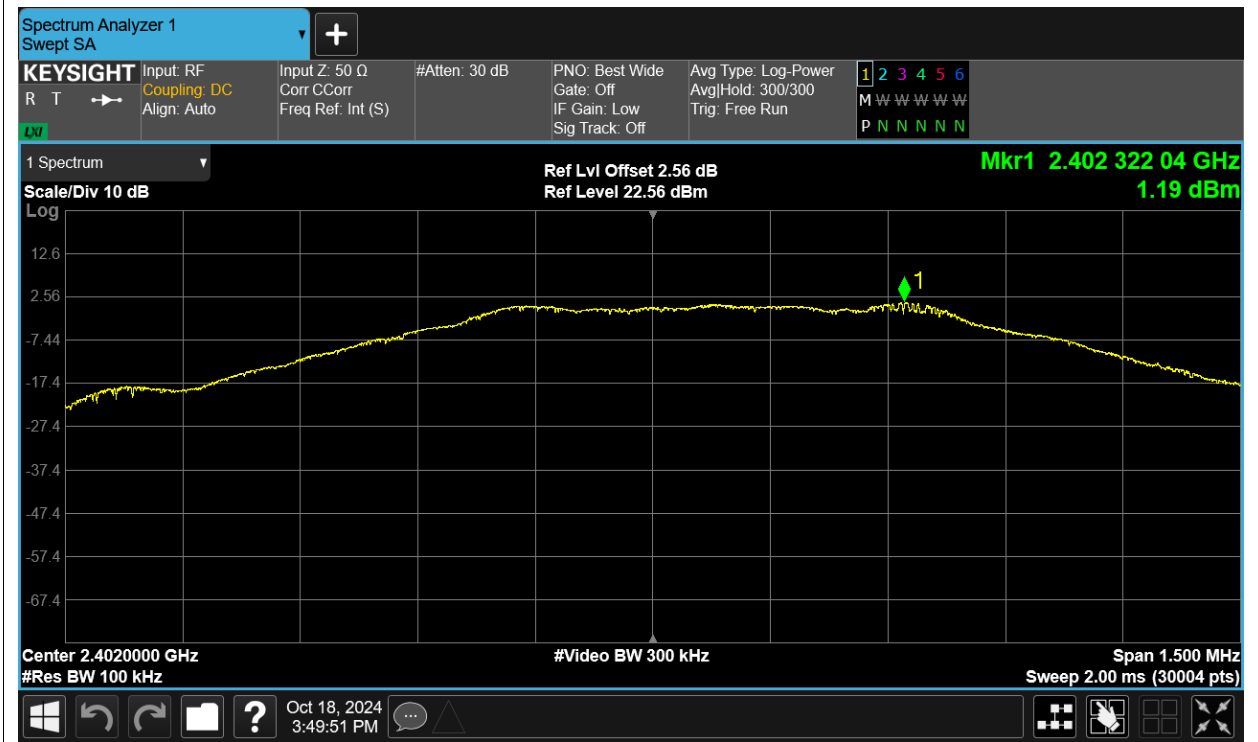 Spectrum Analyzer 1
Swept SA
+
KEYSIGHT
R T
LXI
Input: RF
Coupling: DC
Align: Auto
Input Z: 50 Ω
Corr CCorr
Freq Ref: Int (S)
#Atten: 30 dB
PNO: Best Wide
Gate: Off
IF Gain: Low
Sig Track: Off
Avg Type: Log-Power
Avg|Hold: 300/300
Trig: Free Run
1 2 3 4 5 6
M W W W W W
P N N N N N
1 Spectrum
Scale/Div 10 dB
Log
Ref Lvl Offset 2.56 dB
Ref Level 22.56 dBm
Mkr1 2.402 322 04 GHz
1.19 dBm
12.6
2.56
-7.44
-17.4
-27.4
-37.4
-47.4
-57.4
-67.4
1
Center 2.4020000 GHz
#Res BW 100 kHz
#Video BW 300 kHz
Span 1.500 MHz
Sweep 2.00 ms (30004 pts)
?
Oct 18, 2024
3:49:51 PM